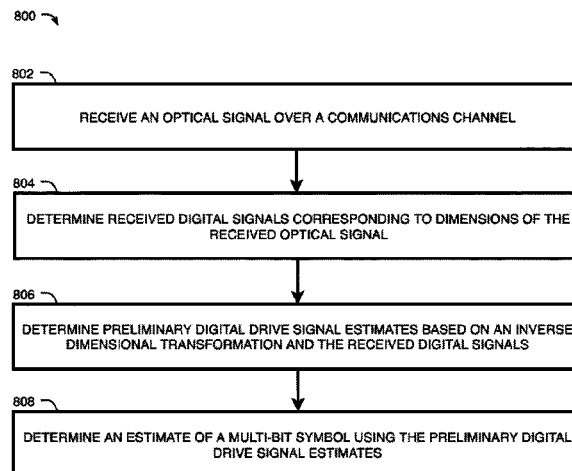 800
802
RECEIVE AN OPTICAL SIGNAL OVER A COMMUNICATIONS CHANNEL
804
DETERMINE RECEIVED DIGITAL SIGNALS CORRESPONDING TO DIMENSIONS OF THE
RECEIVED OPTICAL SIGNAL
806
DETERMINE PRELIMINARY DIGITAL DRIVE SIGNAL ESTIMATES BASED ON AN INVERSE
DIMENSIONAL TRANSFORMATION AND THE RECEIVED DIGITAL SIGNALS
808
DETERMINE AN ESTIMATE OF A MULTI-BIT SYMBOL USING THE PRELIMINARY DIGITAL
DRIVE SIGNAL ESTIMATES